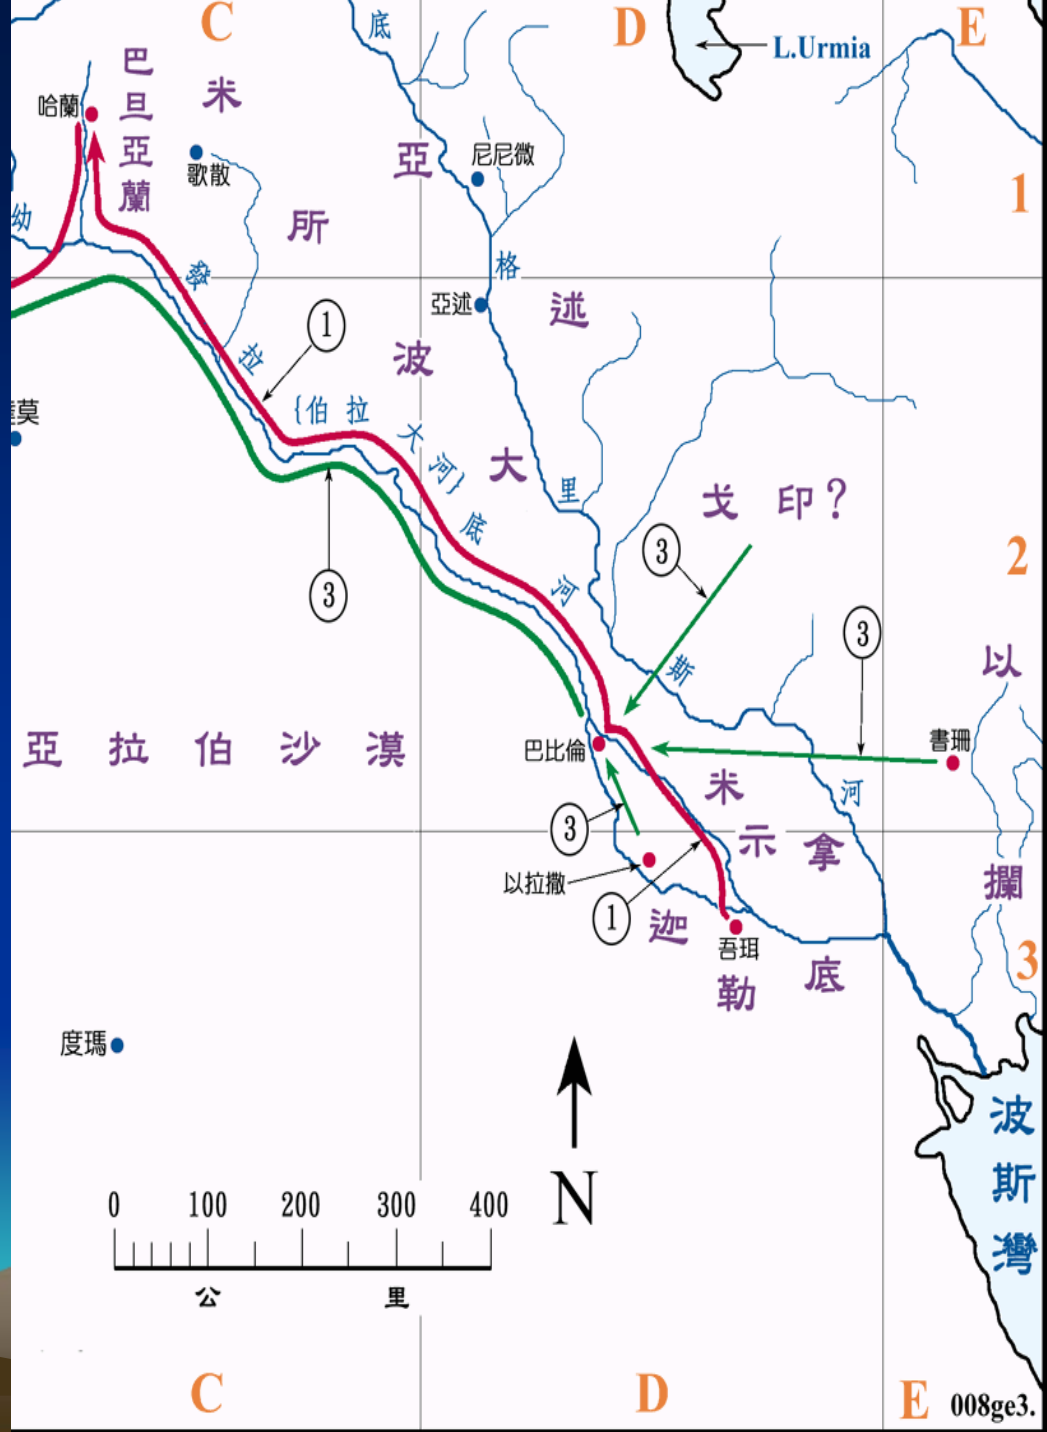 C
D
E
底
L.Urmia
巴旦亞蘭
米所波大米
哈蘭
歌散
亞述
尼尼微
1
幼發拉底河
格
亞述
①
{伯拉大河}
莫
里
戈印?
③
③
③
2
以攔
斯
亞拉伯沙漠
巴比倫
書珊
河
③
示拿
以拉撒
①
迦勒底
吾珥
3
度瑪
N
波斯灣
0 100 200 300 400
公里
C
D
E
008ge3.